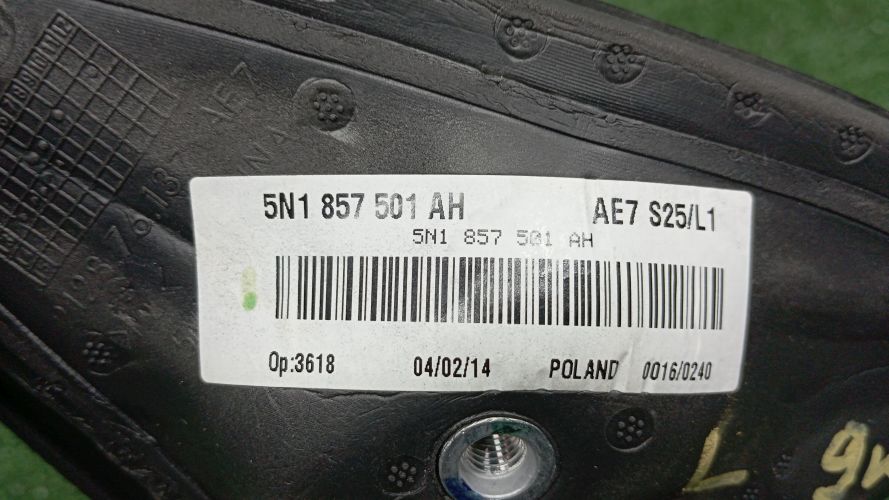 5N1 857 501 AH AE7 S25/L1
5N1 857 501 AH
Op:3618 04/02/14 POLAND 0016/0240
L